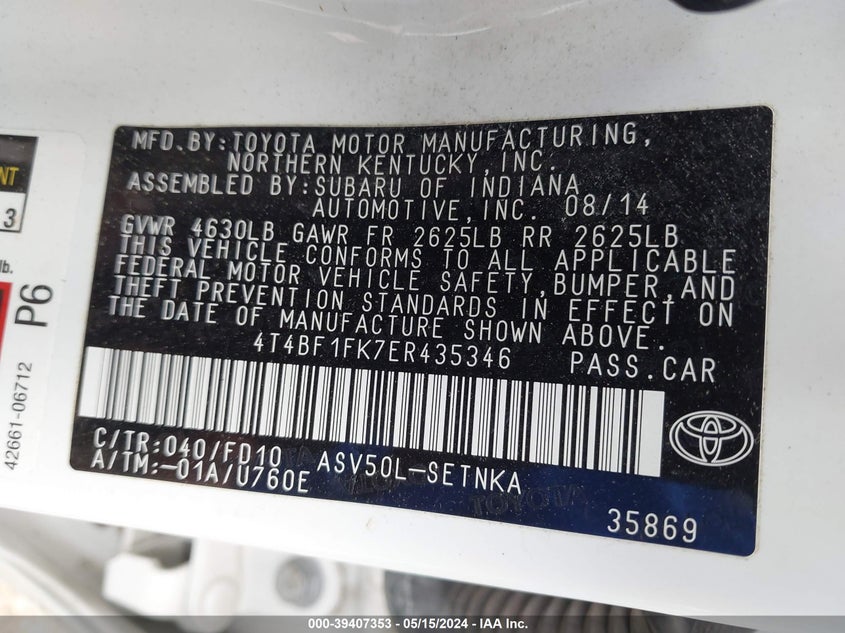 MFD.BY:TOYOTA MOTOR MANUFACTURING,
NORTHERN KENTUCKY,INC.
ASSEMBLED BY:SUBARU OF INDIANA
AUTOMOTIVE,INC. 08/14
GVWR 4630LB GAWR FR 2625LB RR 2625LB
THIS VEHICLE CONFORMS TO ALL APPLICABLE
FEDERAL MOTOR VEHICLE SAFETY,BUMPER,AND
THEFT PREVENTION STANDARDS IN EFFECT ON
THE DATE OF MANUFACTURE SHOWN ABOVE.
4T4BF1FK7ER435346 PASS.CAR
C/TR:040/FD10 ASV50L-SETNKA
A/TM:-01A/U760E
TOYOTA
35869
3
lb.
P6
42661-06712
000-39407353 - 05/15/2024 - IAA Inc.